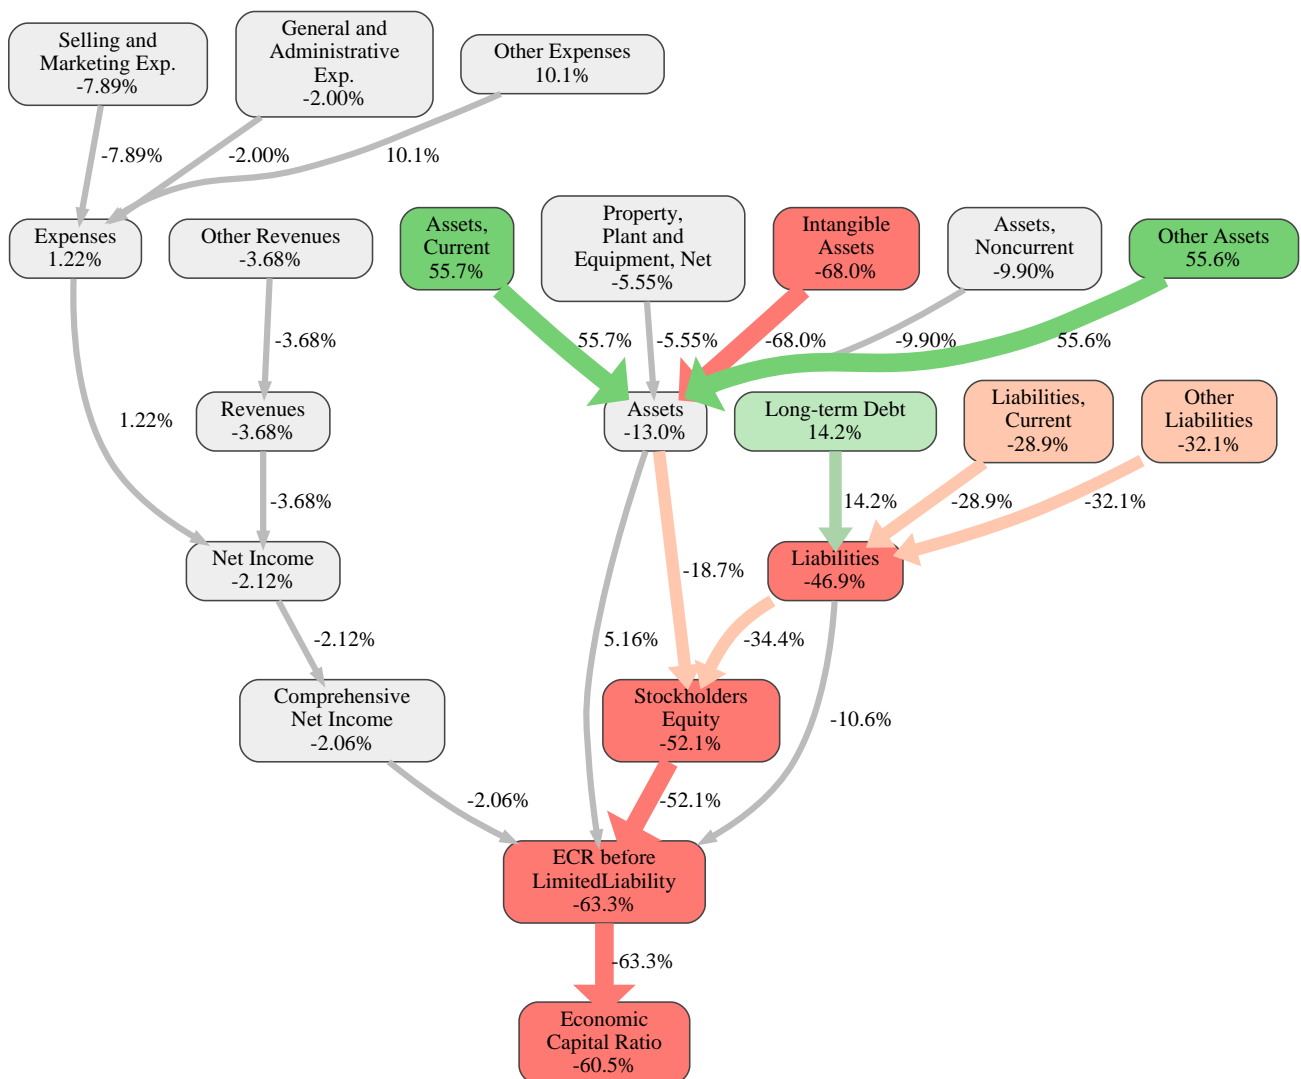 Selling and
Marketing Exp.
-7.89%
General and
Administrative
Exp.
-2.00%
Other Expenses
10.1%
-7.89%
-2.00%
10.1%
Expenses
1.22%
Other Revenues
-3.68%
Assets,
Current
55.7%
Property,
Plant and
Equipment, Net
-5.55%
Intangible
Assets
-68.0%
Assets,
Noncurrent
-9.90%
Other Assets
55.6%
-3.68%
55.7%
-5.55%
-68.0%
-9.90%
55.6%
1.22%
Revenues
-3.68%
Assets
-13.0%
Long-term Debt
14.2%
Liabilities,
Current
-28.9%
Other
Liabilities
-32.1%
-3.68%
14.2%
-28.9%
-32.1%
Net Income
-2.12%
-18.7%
Liabilities
-46.9%
-2.12%
5.16%
-34.4%
Comprehensive
Net Income
-2.06%
Stockholders
Equity
-52.1%
-10.6%
-2.06%
-52.1%
ECR before
LimitedLiability
-63.3%
-63.3%
Economic
Capital Ratio
-60.5%